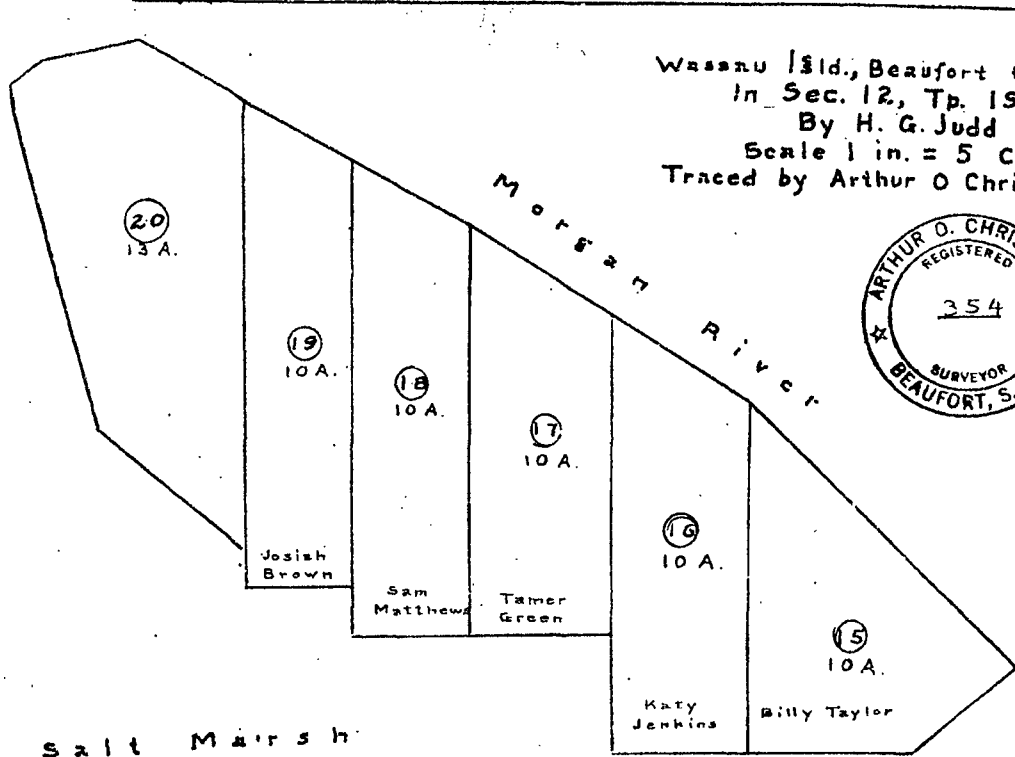 Wassau Isld., Beaufort
In Sec. 12, Tp. 1S
By H. G. Judd
Scale 1 in. = 5 C
Traced by Arthur O Chri
Morgan River
ARTHUR O. CHRIS
REGISTERED
354
SURVEYOR
BEAUFORT, S.
20
13 A.
19
10 A.
18
10 A.
17
10 A.
16
10 A.
15
10 A.
Josiah
Brown
Sam
Matthews
Tamer
Green
Katy
Jenkins
Billy Taylor
Salt Marsh